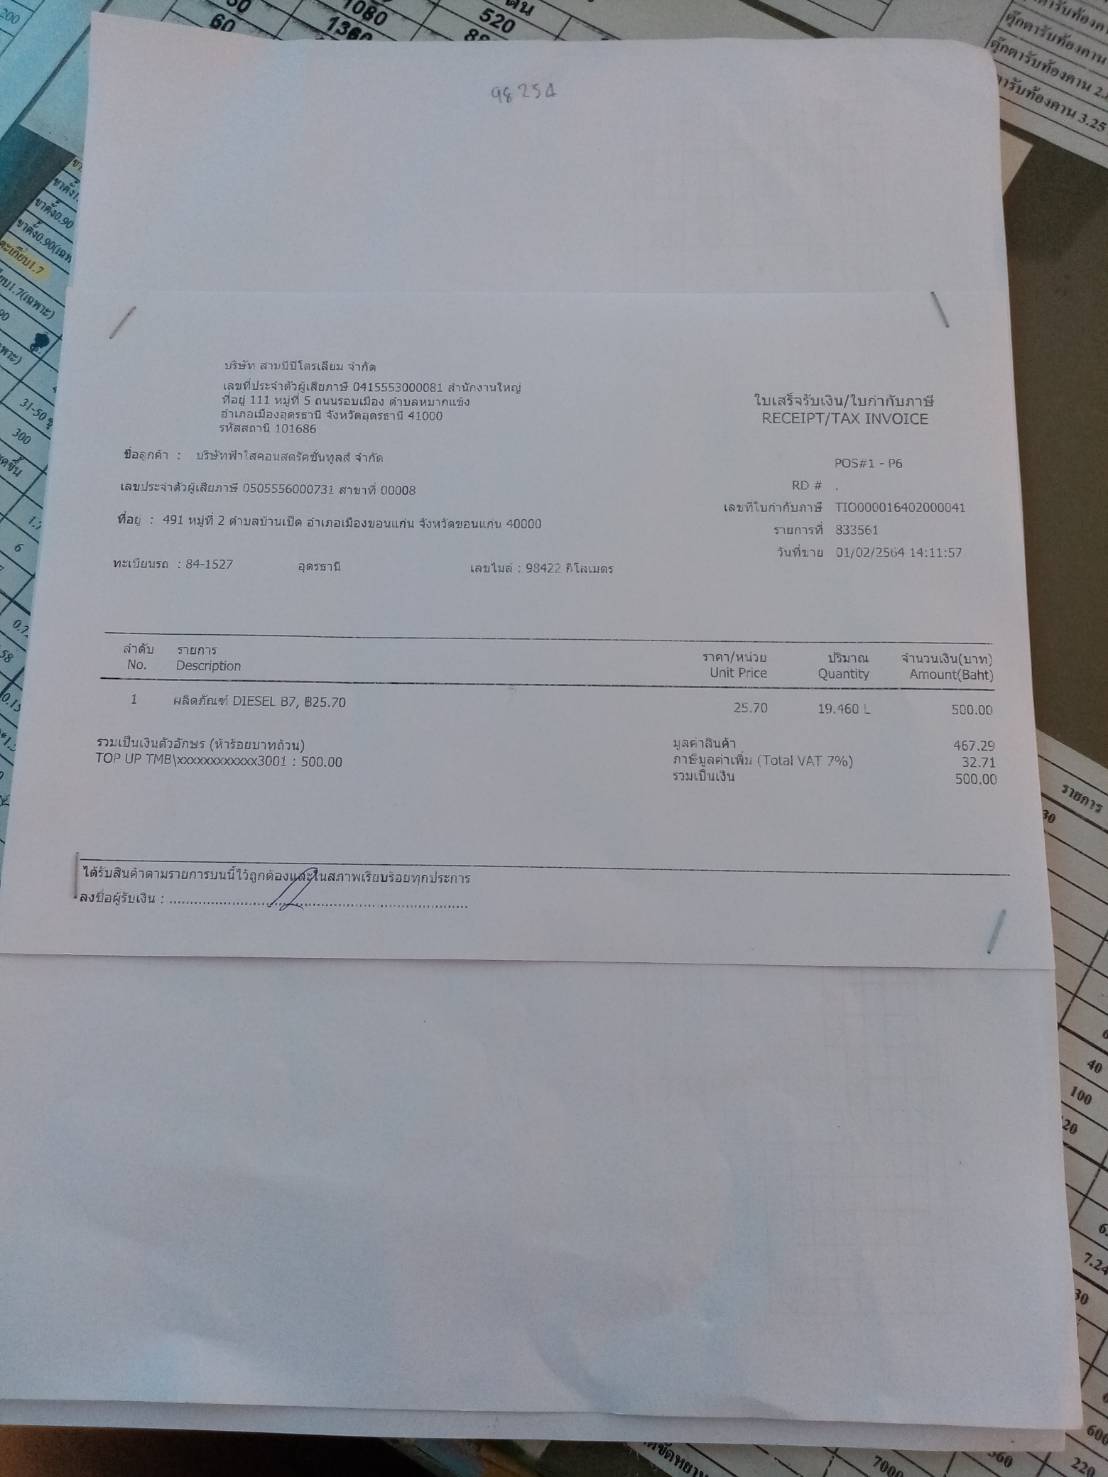 98254
บริษัท สามมีปิโตรเลียม จำกัด
เลขที่ประจำตัวผู้เสียภาษี 0415553000081 สำนักงานใหญ่
ที่อยู่ 111 หมู่ที่ 5 ถนนรอบเมือง ตำบลหมากแข้ง
อำเภอเมืองอุดรธานี จังหวัดอุดรธานี 41000
รหัสสถานี 101686
ใบเสร็จรับเงิน/ใบกำกับภาษี
RECEIPT/TAX INVOICE
ชื่อลูกค้า : บริษัทฟ้าใสคอนสตรัคชั่นทูลส์ จำกัด
POS#1 - P6
เลขประจำตัวผู้เสียภาษี 0505556000731 สาขาที่ 00008
RD # .
เลขที่ใบกำกับภาษี TIO000016402000041
ที่อยู่ : 491 หมู่ที่ 2 ตำบลบ้านเป็ด อำเภอเมืองขอนแก่น จังหวัดขอนแก่น 40000
รายการที่ 833561
วันที่ขาย 01/02/2564 14:11:57
ทะเบียนรถ : 84-1527 อุดรธานี เลขไมล์ : 98422 กิโลเมตร
ลำดับ รายการ ราคา/หน่วย ปริมาณ จำนวนเงิน(บาท)
No. Description Unit Price Quantity Amount(Baht)
1 ผลิตภัณฑ์ DIESEL B7, ฿25.70 25.70 19.460 L 500.00
รวมเป็นเงินตัวอักษร (ห้าร้อยบาทถ้วน) มูลค่าสินค้า 467.29
TOP UP TMB\xxxxxxxxxxxx3001 : 500.00 ภาษีมูลค่าเพิ่ม (Total VAT 7%) 32.71
รวมเป็นเงิน 500.00
ได้รับสินค้าตามรายการบนนี้ไว้ถูกต้องและในสภาพเรียบร้อยทุกประการ
ลงชื่อผู้รับเงิน :